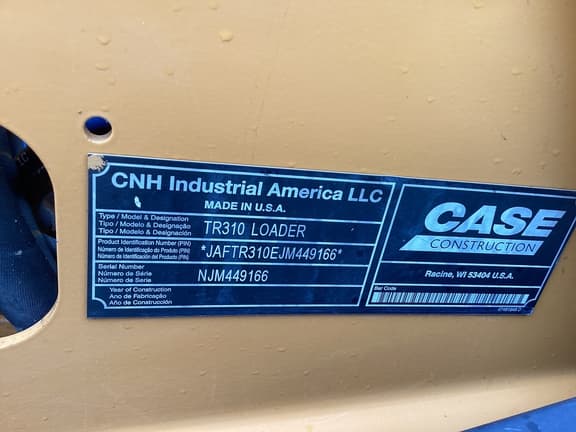 CNH Industrial America LLC
MADE IN U.S.A.
Type / Model & Designation
Tipo / Modelo & Designação
Tipo / Modelo & Designación
TR310 LOADER
Product Identification Number (PIN)
Número de Identificação do Produto (PIN)
Número de Identificación del Producto (PIN)
*JAFTR310EJM449166*
Serial Number
Número de Série
Número de Serie
NJM449166
Year of Construction
Año de Fabricação
Año de Construcción
CASE
CONSTRUCTION
Racine, WI 53404 U.S.A.
Bar Code